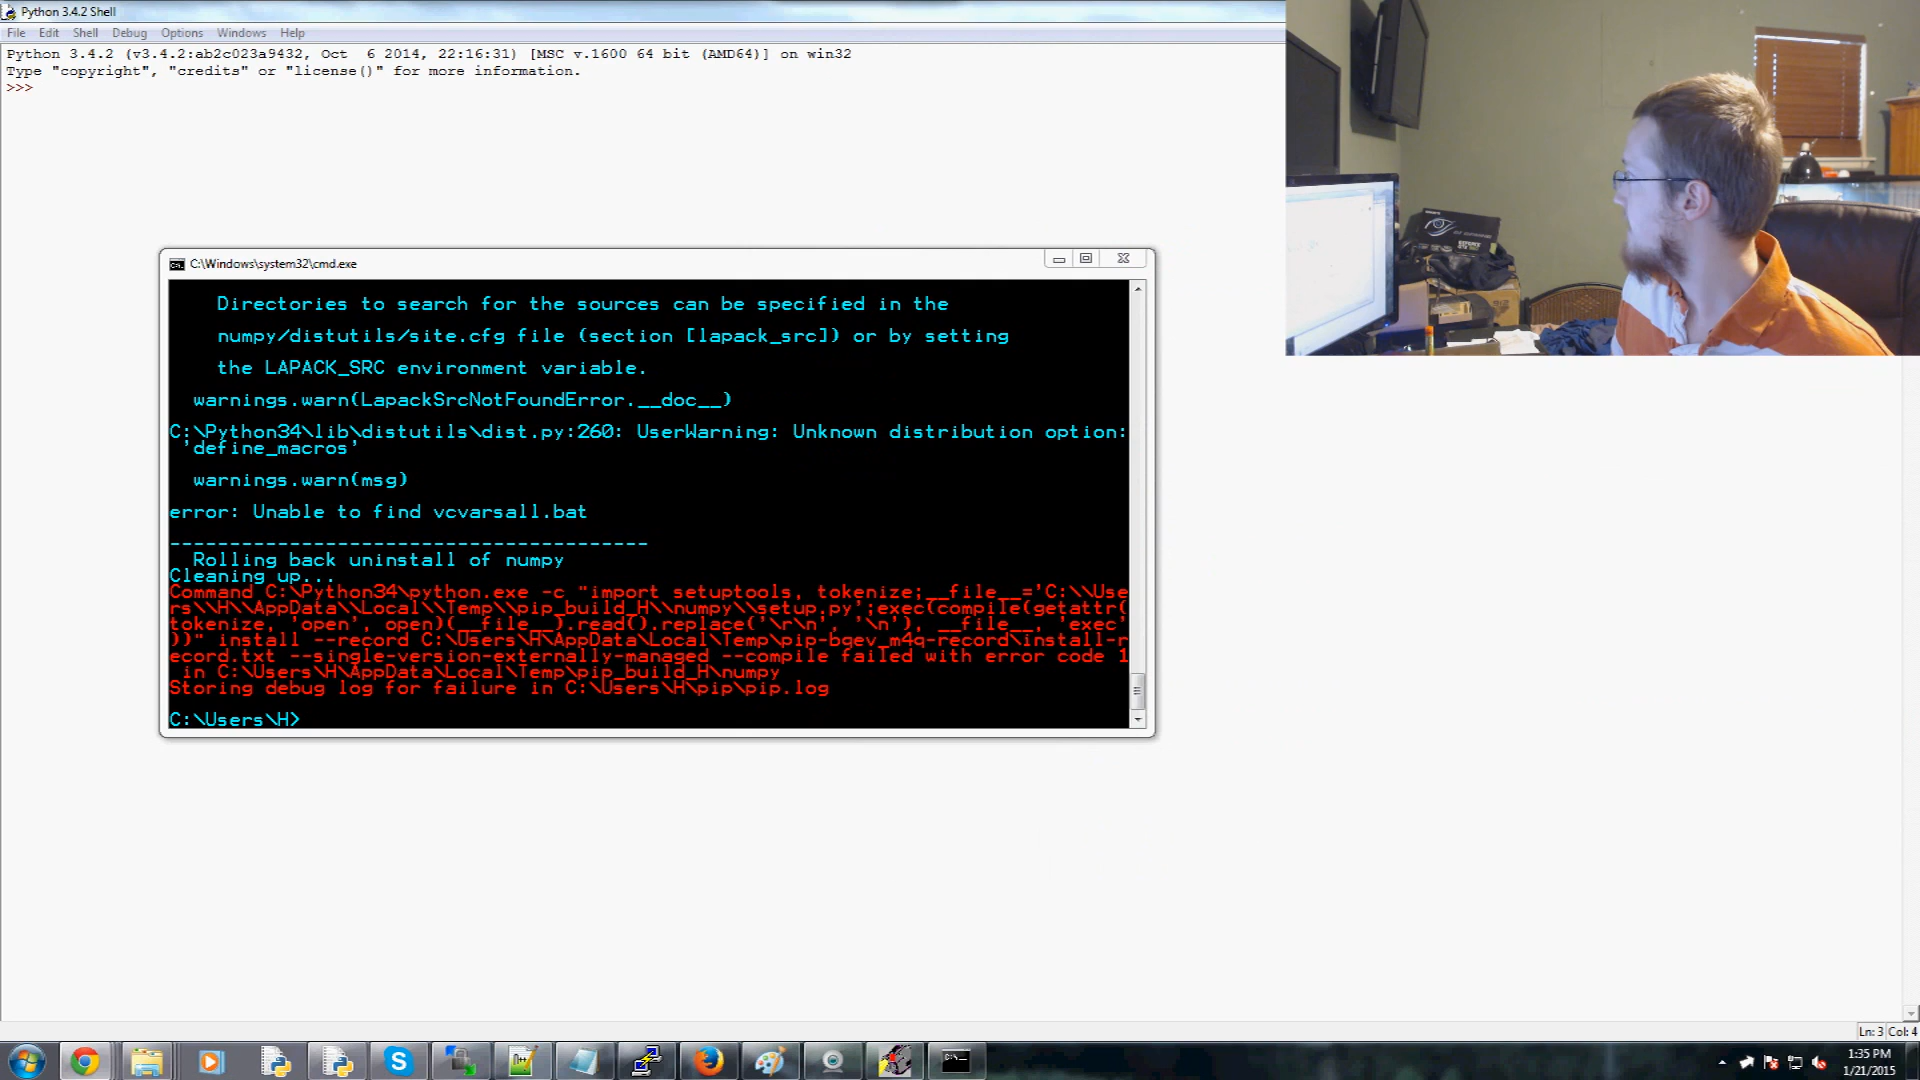 Python 3.4.2 Shell
File Edit Shell Debug Options Windows Help
Python 3.4.2 (v3.4.2:ab2c023a9432, Oct  6 2014, 22:16:31) [MSC v.1600 64 bit (AMD64)] on win32
Type "copyright", "credits" or "license()" for more information.
>>>
C:\Windows\system32\cmd.exe
Directories to search for the sources can be specified in the
numpy/distutils/site.cfg file (section [lapack_src]) or by setting
the LAPACK_SRC environment variable.
warnings.warn(LapackSrcNotFoundError.__doc__)
C:\Python34\lib\distutils\dist.py:260: UserWarning: Unknown distribution option:
'define_macros'
warnings.warn(msg)
error: Unable to find vcvarsall.bat
----------------------------------------
Rolling back uninstall of numpy
Cleaning up...
Command C:\Python34\python.exe -c "import setuptools, tokenize;__file__='C:\\Use
rs\\H\\AppData\\Local\\Temp\\pip_build_H\\numpy\\setup.py';exec(compile(getattr(
tokenize, 'open', open)(__file__).read().replace('\r\n', '\n'), __file__, 'exec'
))" install --record C:\Users\H\AppData\Local\Temp\pip-bqev_m4q-record\install-r
ecord.txt --single-version-externally-managed --compile failed with error code 1
in C:\Users\H\AppData\Local\Temp\pip_build_H\numpy
Storing debug log for failure in C:\Users\H\pip\pip.log
C:\Users\H>
Ln: 3 Col: 4
1:35 PM
1/21/2015